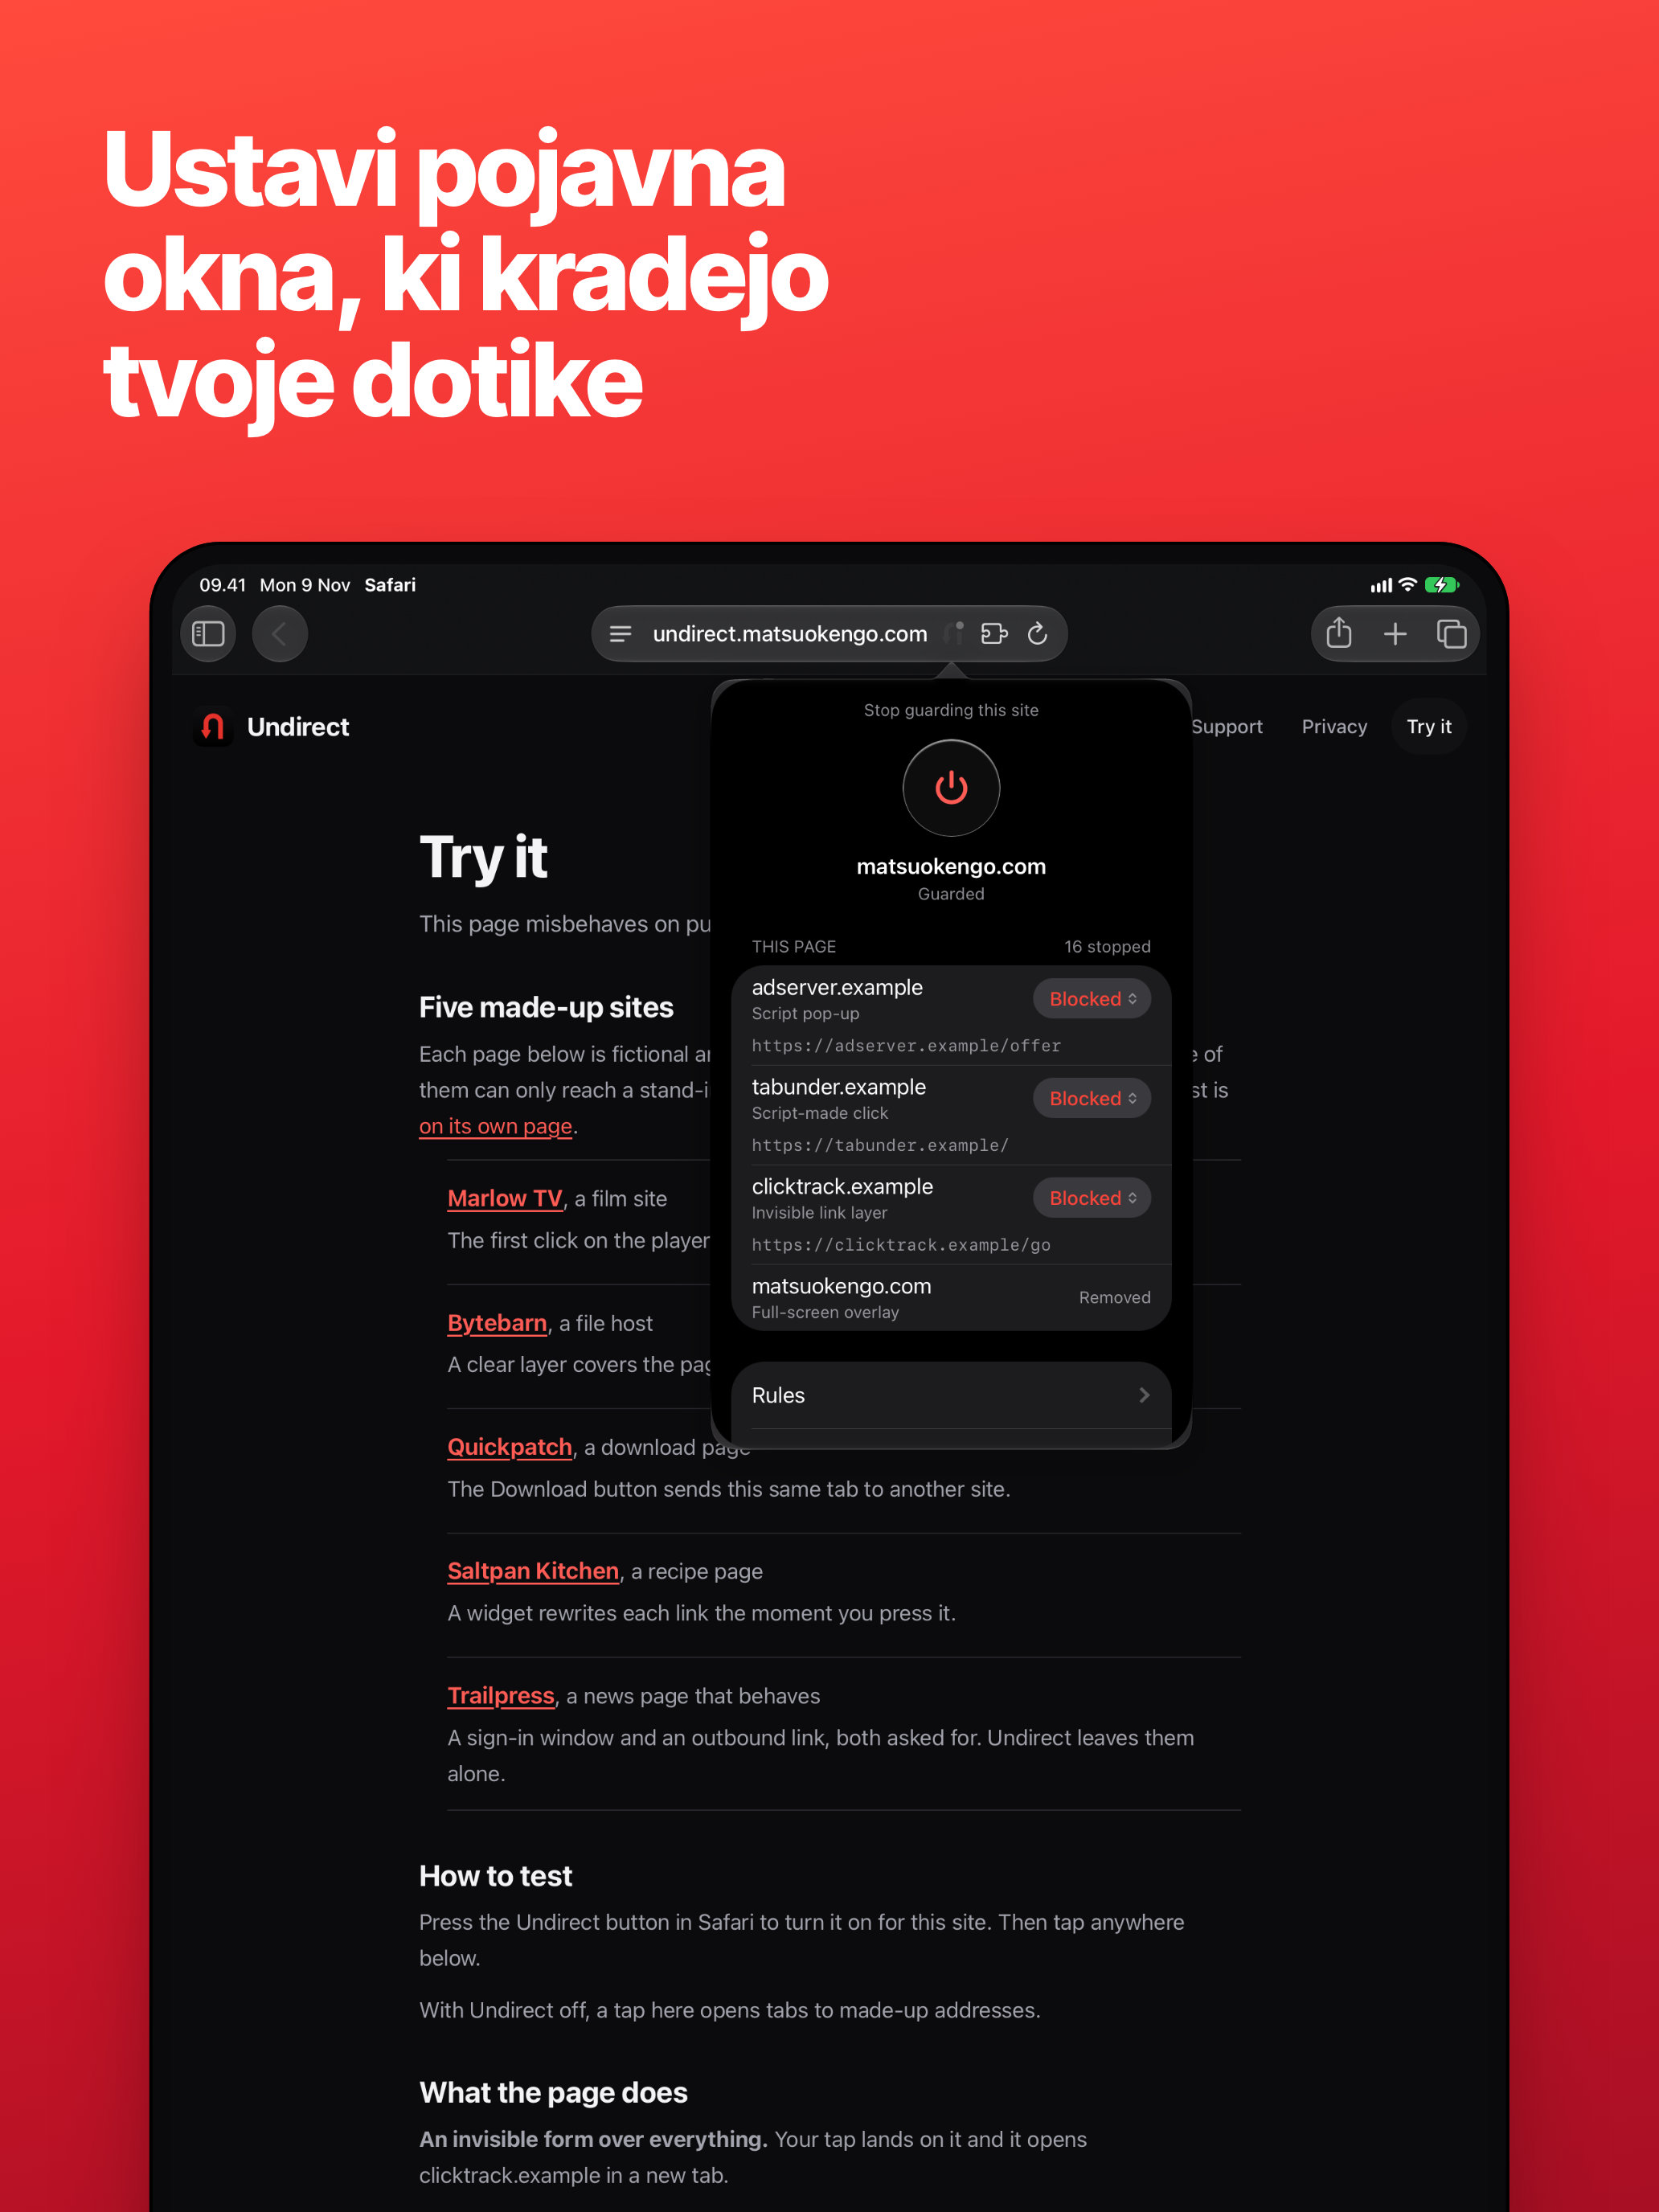 Ustavi pojavna
okna, ki kradejo
tvoje dotike
09.41 Mon 9 Nov Safari
undirect.matsuokengo.com
Undirect
Support Privacy Try it
Stop guarding this site
matsuokengo.com
Guarded
THIS PAGE 16 stopped
adserver.example
Script pop-up
Blocked
https://adserver.example/offer
tabunder.example
Script-made click
Blocked
https://tabunder.example/
clicktrack.example
Invisible link layer
Blocked
https://clicktrack.example/go
matsuokengo.com
Full-screen overlay
Removed
Rules
Try it
This page misbehaves on pu
Five made-up sites
Each page below is fictional of
them can only reach a stand-i st is
on its own page.
Marlow TV, a film site
The first click on the player
Bytebarn, a file host
A clear layer covers the pag
Quickpatch, a download page
The Download button sends this same tab to another site.
Saltpan Kitchen, a recipe page
A widget rewrites each link the moment you press it.
Trailpress, a news page that behaves
A sign-in window and an outbound link, both asked for. Undirect leaves them
alone.
How to test
Press the Undirect button in Safari to turn it on for this site. Then tap anywhere
below.
With Undirect off, a tap here opens tabs to made-up addresses.
What the page does
An invisible form over everything. Your tap lands on it and it opens
clicktrack.example in a new tab.